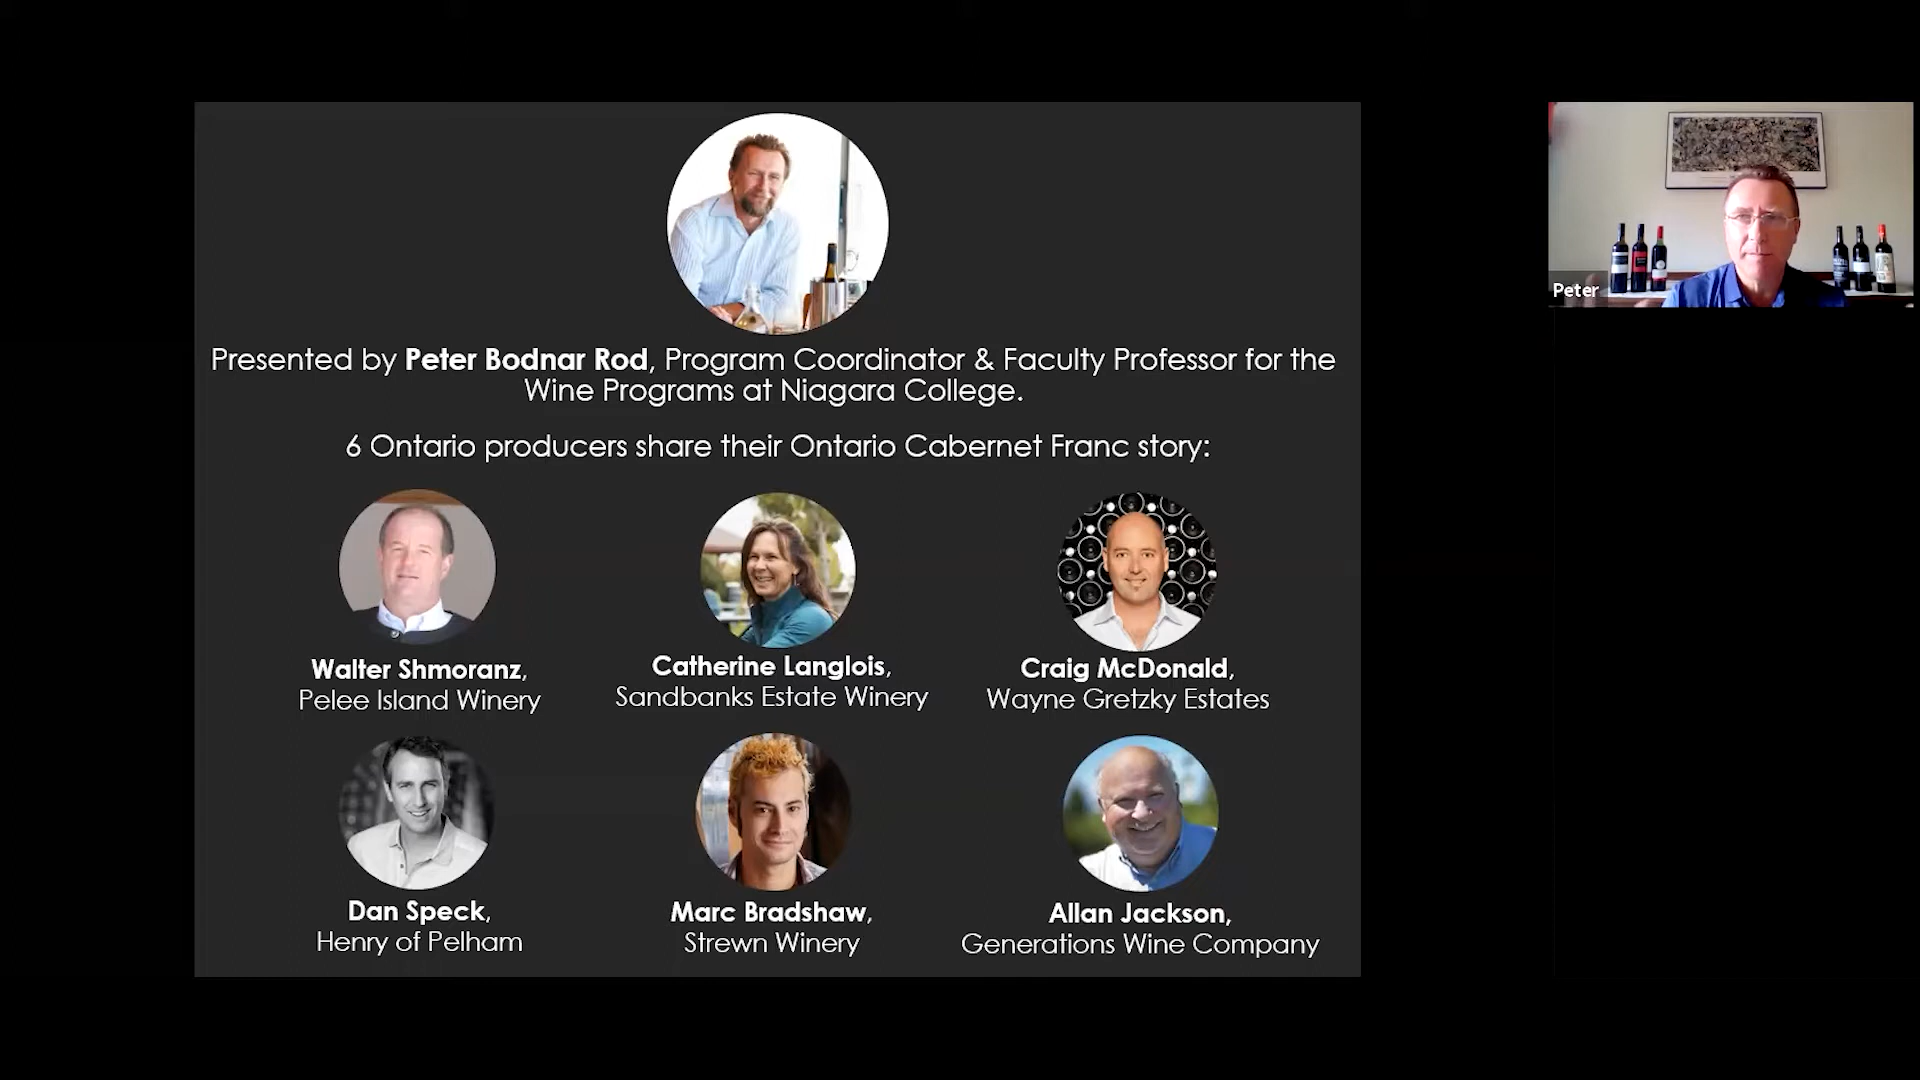 Presented by Peter Bodnar Rod, Program Coordinator & Faculty Professor for the
Wine Programs at Niagara College.
6 Ontario producers share their Ontario Cabernet Franc story:
Walter Shmoranz,
Pelee Island Winery
Catherine Langlois,
Sandbanks Estate Winery
Craig McDonald,
Wayne Gretzky Estates
Dan Speck,
Henry of Pelham
Marc Bradshaw,
Strewn Winery
Allan Jackson,
Generations Wine Company
Peter